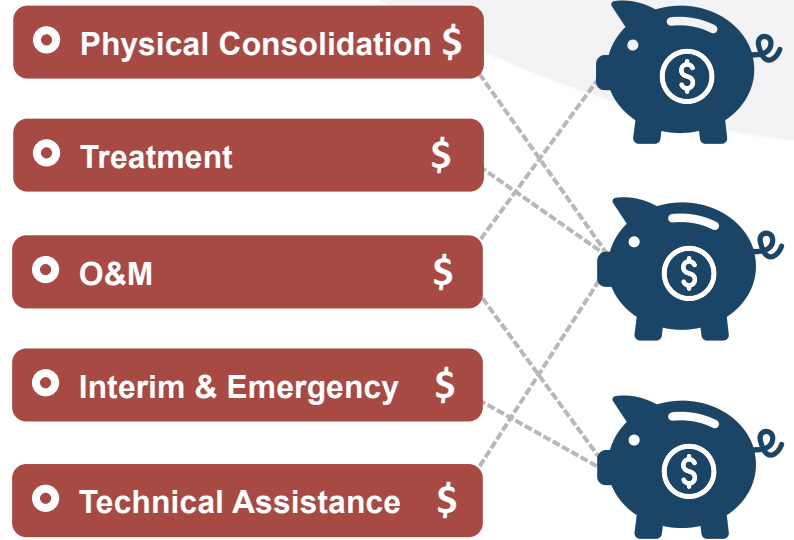 Physical Consolidation $
Treatment $
O&M $
Interim & Emergency $
Technical Assistance $
$
$
$